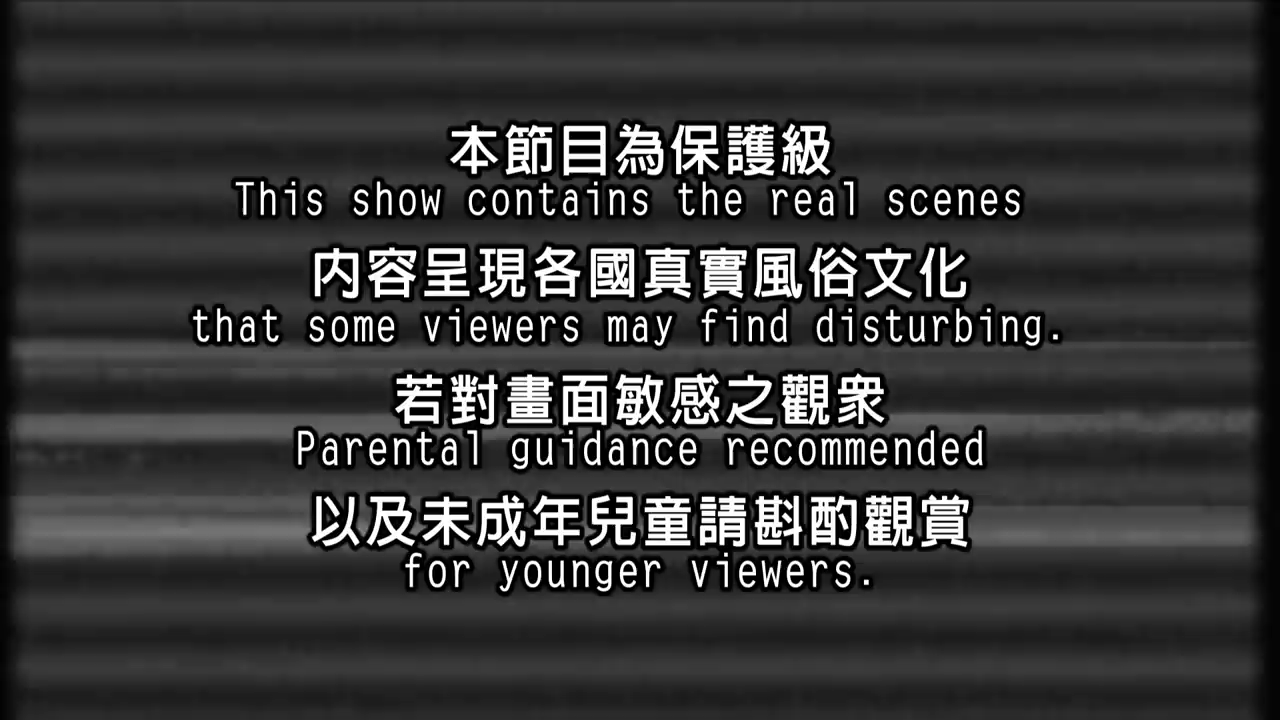 本節目為保護級
This show contains the real scenes
内容呈現各國真實風俗文化
that some viewers may find disturbing.
若對畫面敏感之觀眾
Parental guidance recommended
以及未成年兒童請斟酌觀賞
for younger viewers.